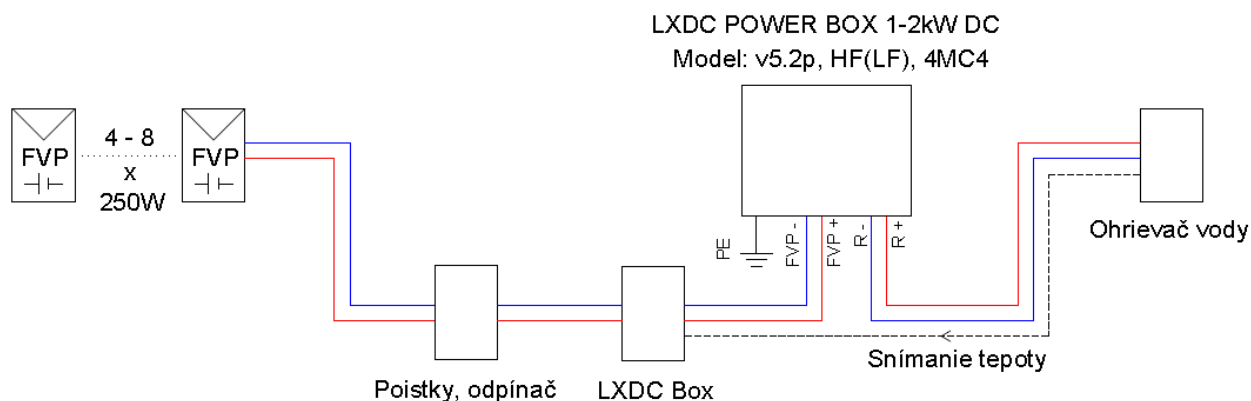 LXDC POWER BOX 1-2kW DC
Model: v5.2p, HF(LF), 4MC4
FVP
4 - 8
x
250W
FVP
PE
FVP -
FVP +
R -
R +
Ohrievač vody
Snímanie tepoty
Poistky, odpínač
LXDC Box